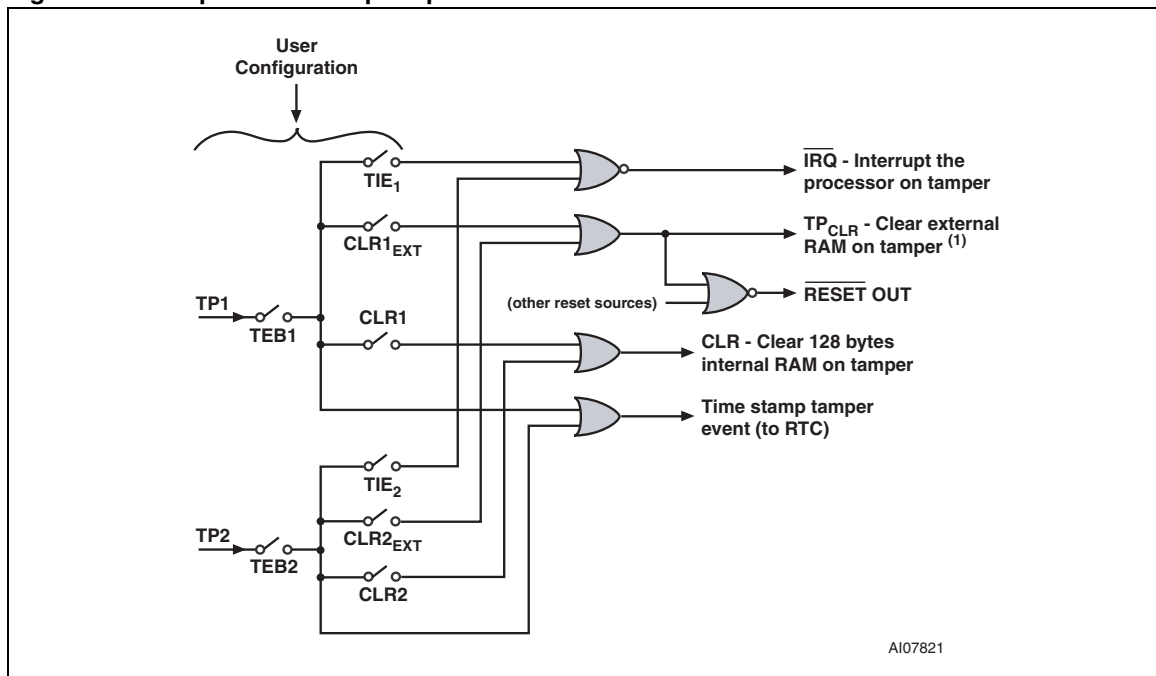 User
Configuration
TIE1
IRQ - Interrupt the
processor on tamper
CLR1EXT
TPCLR - Clear external
RAM on tamper (1)
(other reset sources)
RESET OUT
TP1
TEB1
CLR1
CLR - Clear 128 bytes
internal RAM on tamper
Time stamp tamper
event (to RTC)
TIE2
TP2
TEB2
CLR2EXT
CLR2
AI07821